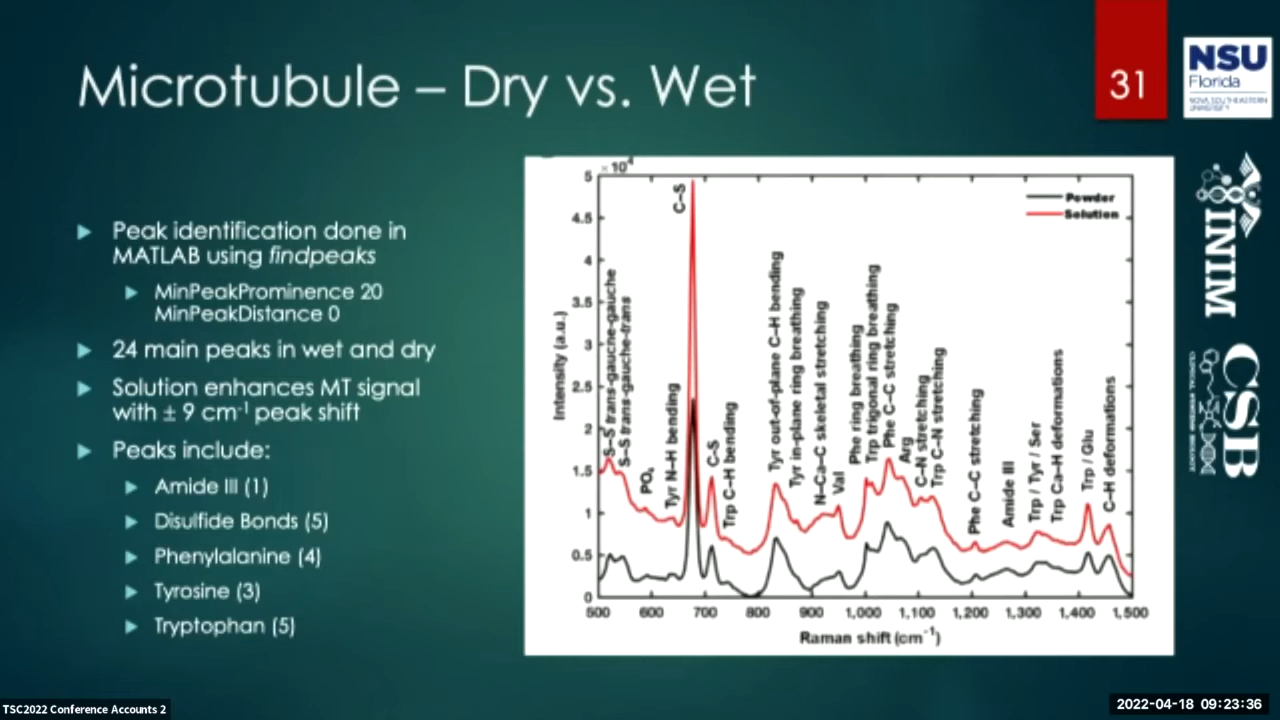 Microtubule – Dry vs. Wet
31
NSU
Florida
NOVA SOUTHEASTERN
UNIVERSITY
INIM
CSB
Peak identification done in
MATLAB using findpeaks
MinPeakProminence 20
MinPeakDistance 0
24 main peaks in wet and dry
Solution enhances MT signal
with ± 9 cm⁻¹ peak shift
Peaks include:
Amide III (1)
Disulfide Bonds (5)
Phenylalanine (4)
Tyrosine (3)
Tryptophan (5)
× 10⁴
5
4.5
4
3.5
3
2.5
2
1.5
1
0.5
0
Intensity (a.u.)
Powder
Solution
S–S trans-gauche-gauche
S–S trans-gauche-trans
PO₄
Tyr N–H bending
C–S
C–S
Trp C–H bending
Tyr out-of-plane C–H bending
Tyr in-plane ring breathing
N–Ca–C skeletal stretching
Val
Phe ring breathing
Trp trigonal ring breathing
Phe C–C stretching
Arg
C–N stretching
Trp C–N stretching
Phe C–C stretching
Amide III
Trp / Tyr / Ser
Trp Ca–H deformations
Trp / Glu
C–H deformations
500 600 700 800 900 1,000 1,100 1,200 1,300 1,400 1,500
Raman shift (cm⁻¹)
TSC2022 Conference Accounts 2
2022-04-18 09:23:36